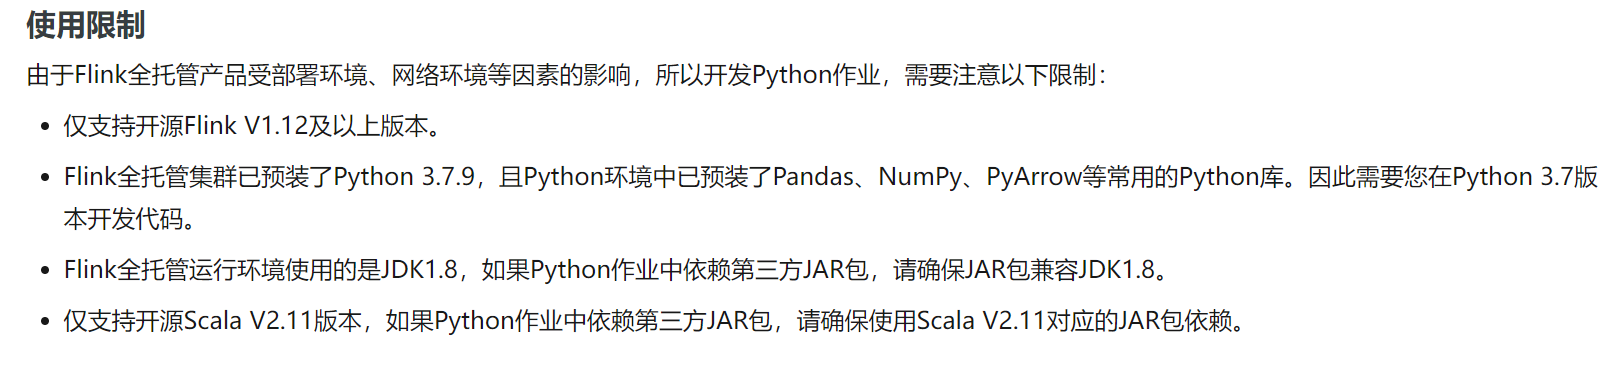 使用限制
由于Flink全托管产品受部署环境、网络环境等因素的影响，所以开发Python作业，需要注意以下限制：
• 仅支持开源Flink V1.12及以上版本。
• Flink全托管集群已预装了Python 3.7.9，且Python环境中已预装了Pandas、NumPy、PyArrow等常用的Python库。因此需要您在Python 3.7版
本开发代码。
• Flink全托管运行环境使用的是JDK1.8，如果Python作业中依赖第三方JAR包，请确保JAR包兼容JDK1.8。
• 仅支持开源Scala V2.11版本，如果Python作业中依赖第三方JAR包，请确保使用Scala V2.11对应的JAR包依赖。